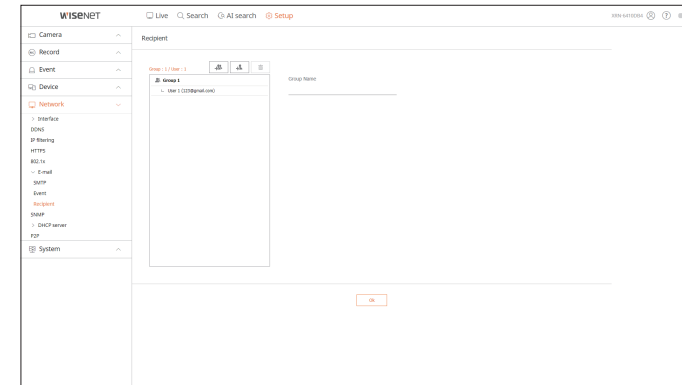 WISENET
Live Search AI search Setup
XRN-6410DB4
Camera
Record
Event
Device
Network
Interface
DDNS
IP filtering
HTTPS
802.1x
E-mail
SMTP
Event
Recipient
SNMP
DHCP server
P2P
System
Recipient
Group : 1 / User : 1
Group 1
User 1 (123@gmail.com)
Group Name
OK